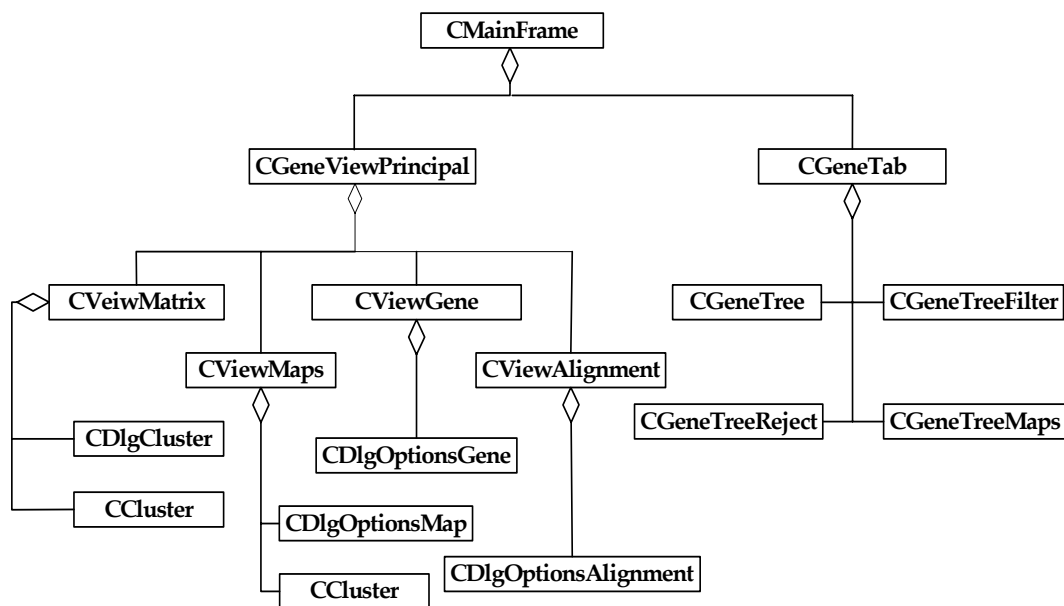 CMainFrame
CGeneViewPrincipal
CGeneTab
CVeiwMatrix
CViewGene
CGeneTree
CGeneTreeFilter
CViewMaps
CViewAlignment
CGeneTreeReject
CGeneTreeMaps
CDlgCluster
CDlgOptionsGene
CCluster
CDlgOptionsMap
CDlgOptionsAlignment
CCluster